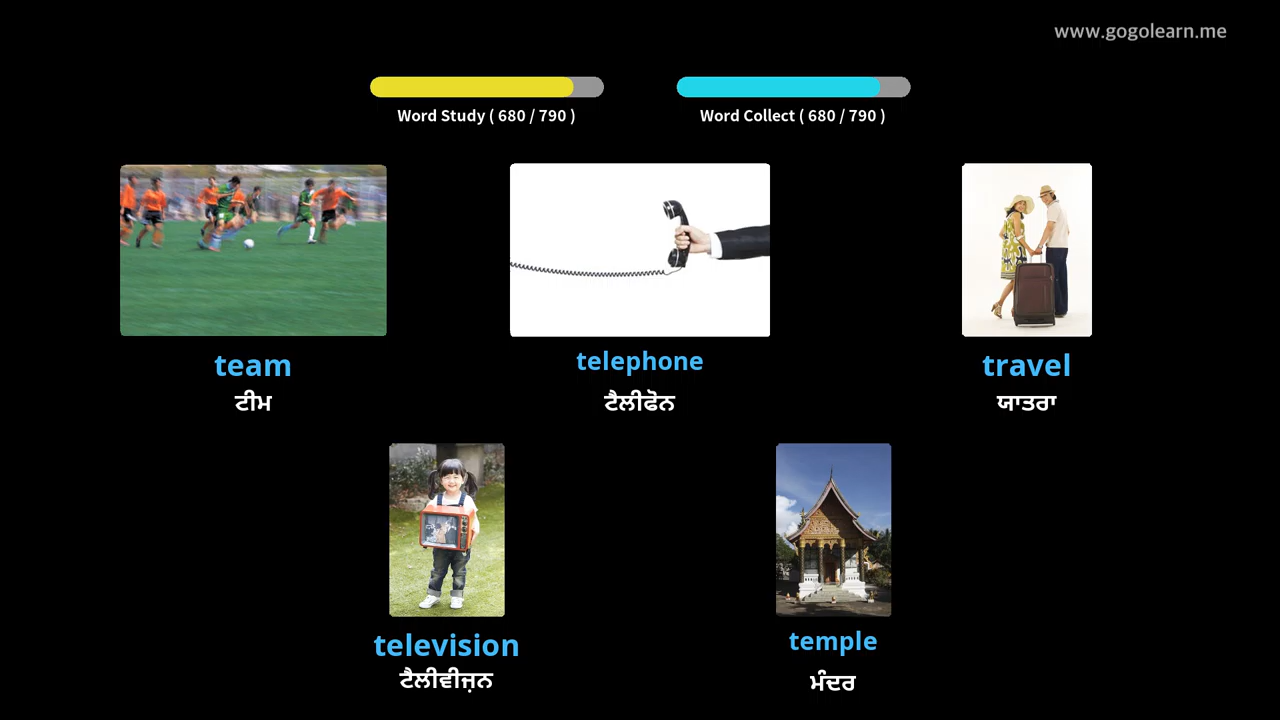 www.gogolearn.me
Word Study ( 680 / 790 )
Word Collect ( 680 / 790 )
team
ਟੀਮ
telephone
ਟੈਲੀਫੋਨ
travel
ਯਾਤਰਾ
television
ਟੈਲੀਵੀਜ਼ਨ
temple
ਮੰਦਰ